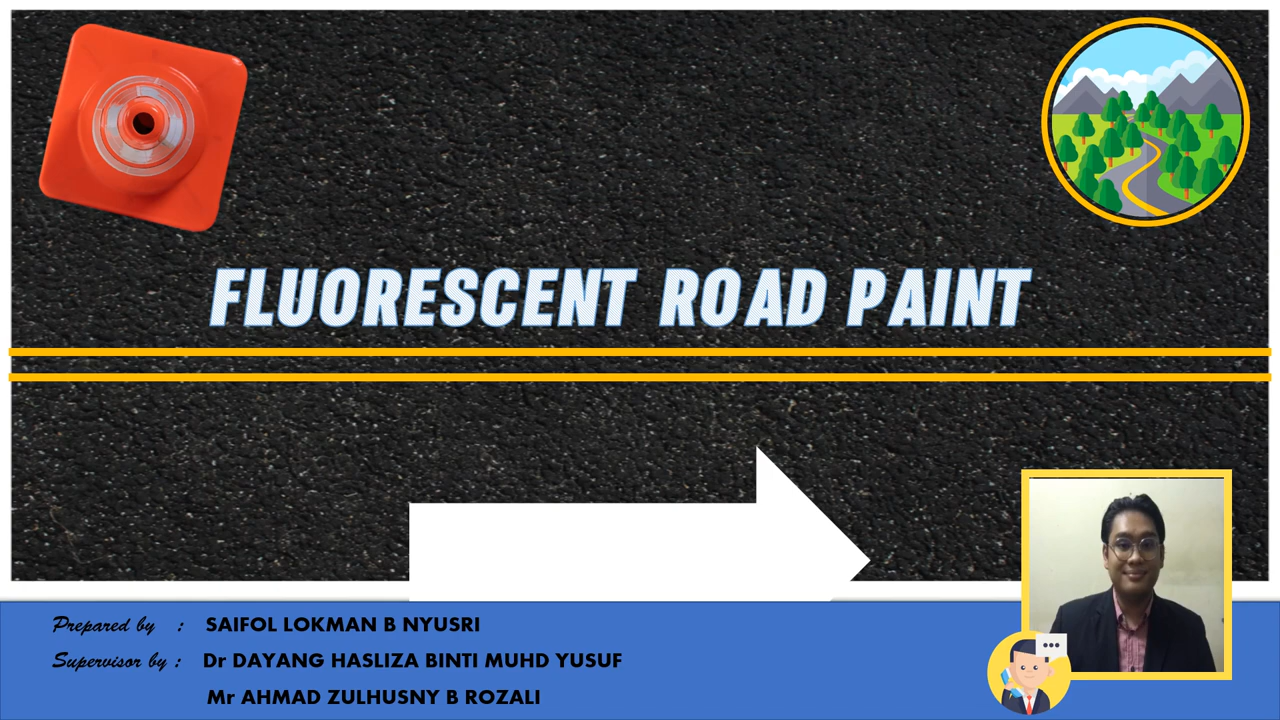 FLUORESCENT ROAD PAINT
Prepared by : SAIFOL LOKMAN B NYUSRI
Supervisor by : Dr DAYANG HASLIZA BINTI MUHD YUSUF
Mr AHMAD ZULHUSNY B ROZALI